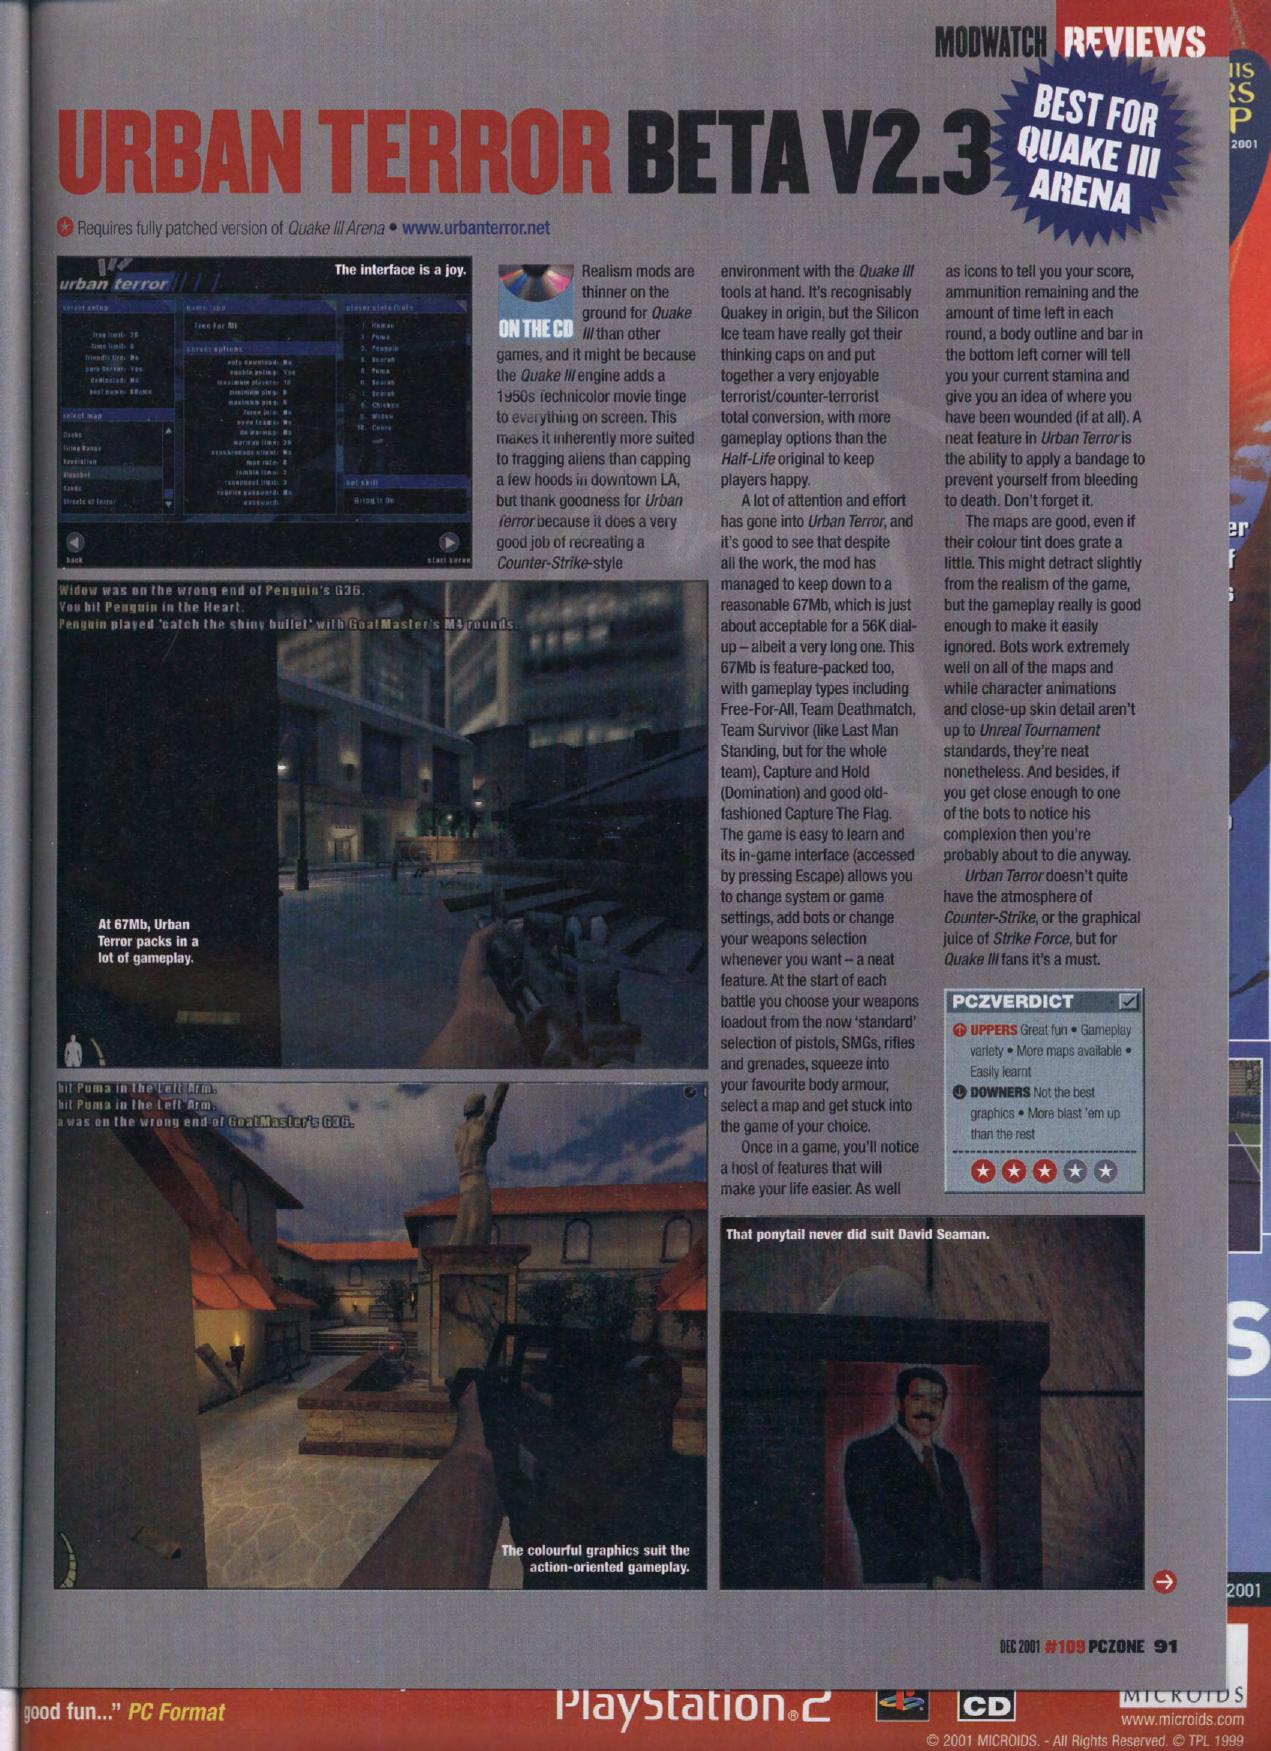 MODWATCH REVIEWS
URBAN TERROR BETA V2.3
BEST FOR
QUAKE III
ARENA
Requires fully patched version of Quake III Arena • www.urbanterror.net
The interface is a joy.
urban terror
select map
server options
back
ON THE CD
Realism mods are
thinner on the
ground for Quake
III than other
games, and it might be because
the Quake III engine adds a
1950s Technicolor movie tinge
to everything on screen. This
makes it inherently more suited
to fragging aliens than capping
a few hoods in downtown LA,
but thank goodness for Urban
Terror because it does a very
good job of recreating a
Counter-Strike-style
environment with the Quake III
tools at hand. It's recognisably
Quakey in origin, but the Silicon
Ice team have really got their
thinking caps on and put
together a very enjoyable
terrorist/counter-terrorist
total conversion, with more
gameplay options than the
Half-Life original to keep
players happy.
A lot of attention and effort
has gone into Urban Terror, and
it's good to see that despite
all the work, the mod has
managed to keep down to a
reasonable 67Mb, which is just
about acceptable for a 56K dial-
up – albeit a very long one. This
67Mb is feature-packed too,
with gameplay types including
Free-For-All, Team Deathmatch,
Team Survivor (like Last Man
Standing, but for the whole
team), Capture and Hold
(Domination) and good old-
fashioned Capture The Flag.
The game is easy to learn and
its in-game interface (accessed
by pressing Escape) allows you
to change system or game
settings, add bots or change
your weapons selection
whenever you want – a neat
feature. At the start of each
battle you choose your weapons
loadout from the now 'standard'
selection of pistols, SMGs, rifles
and grenades, squeeze into
your favourite body armour,
select a map and get stuck into
the game of your choice.
Once in a game, you'll notice
a host of features that will
make your life easier. As well
as icons to tell you your score,
ammunition remaining and the
amount of time left in each
round, a body outline and bar in
the bottom left corner will tell
you your current stamina and
give you an idea of where you
have been wounded (if at all). A
neat feature in Urban Terror is
the ability to apply a bandage to
prevent yourself from bleeding
to death. Don't forget it.
The maps are good, even if
their colour tint does grate a
little. This might detract slightly
from the realism of the game,
but the gameplay really is good
enough to make it easily
ignored. Bots work extremely
well on all of the maps and
while character animations
and close-up skin detail aren't
up to Unreal Tournament
standards, they're neat
nonetheless. And besides, if
you get close enough to one
of the bots to notice his
complexion then you're
probably about to die anyway.
Urban Terror doesn't quite
have the atmosphere of
Counter-Strike, or the graphical
juice of Strike Force, but for
Quake III fans it's a must.
Widow was on the wrong end of Penguin's G36.
You hit Penguin in the Heart.
Penguin played 'catch the shiny bullet' with GoatMaster's M4 rounds.
At 67Mb, Urban
Terror packs in a
lot of gameplay.
hit Puma in the Left Arm.
hit Puma in the Left Arm.
a was on the wrong end of GoatMaster's G36.
The colourful graphics suit the
action-oriented gameplay.
PCZVERDICT
UPPERS Great fun • Gameplay
variety • More maps available •
Easily learnt
DOWNERS Not the best
graphics • More blast 'em up
than the rest
That ponytail never did suit David Seaman.
DEC 2001 #109 PCZONE 91
2001
2001
good fun..." PC Format
PlayStation®2
CD
MICROIDS
www.microids.com
© 2001 MICROIDS. - All Rights Reserved. © TPL 1999